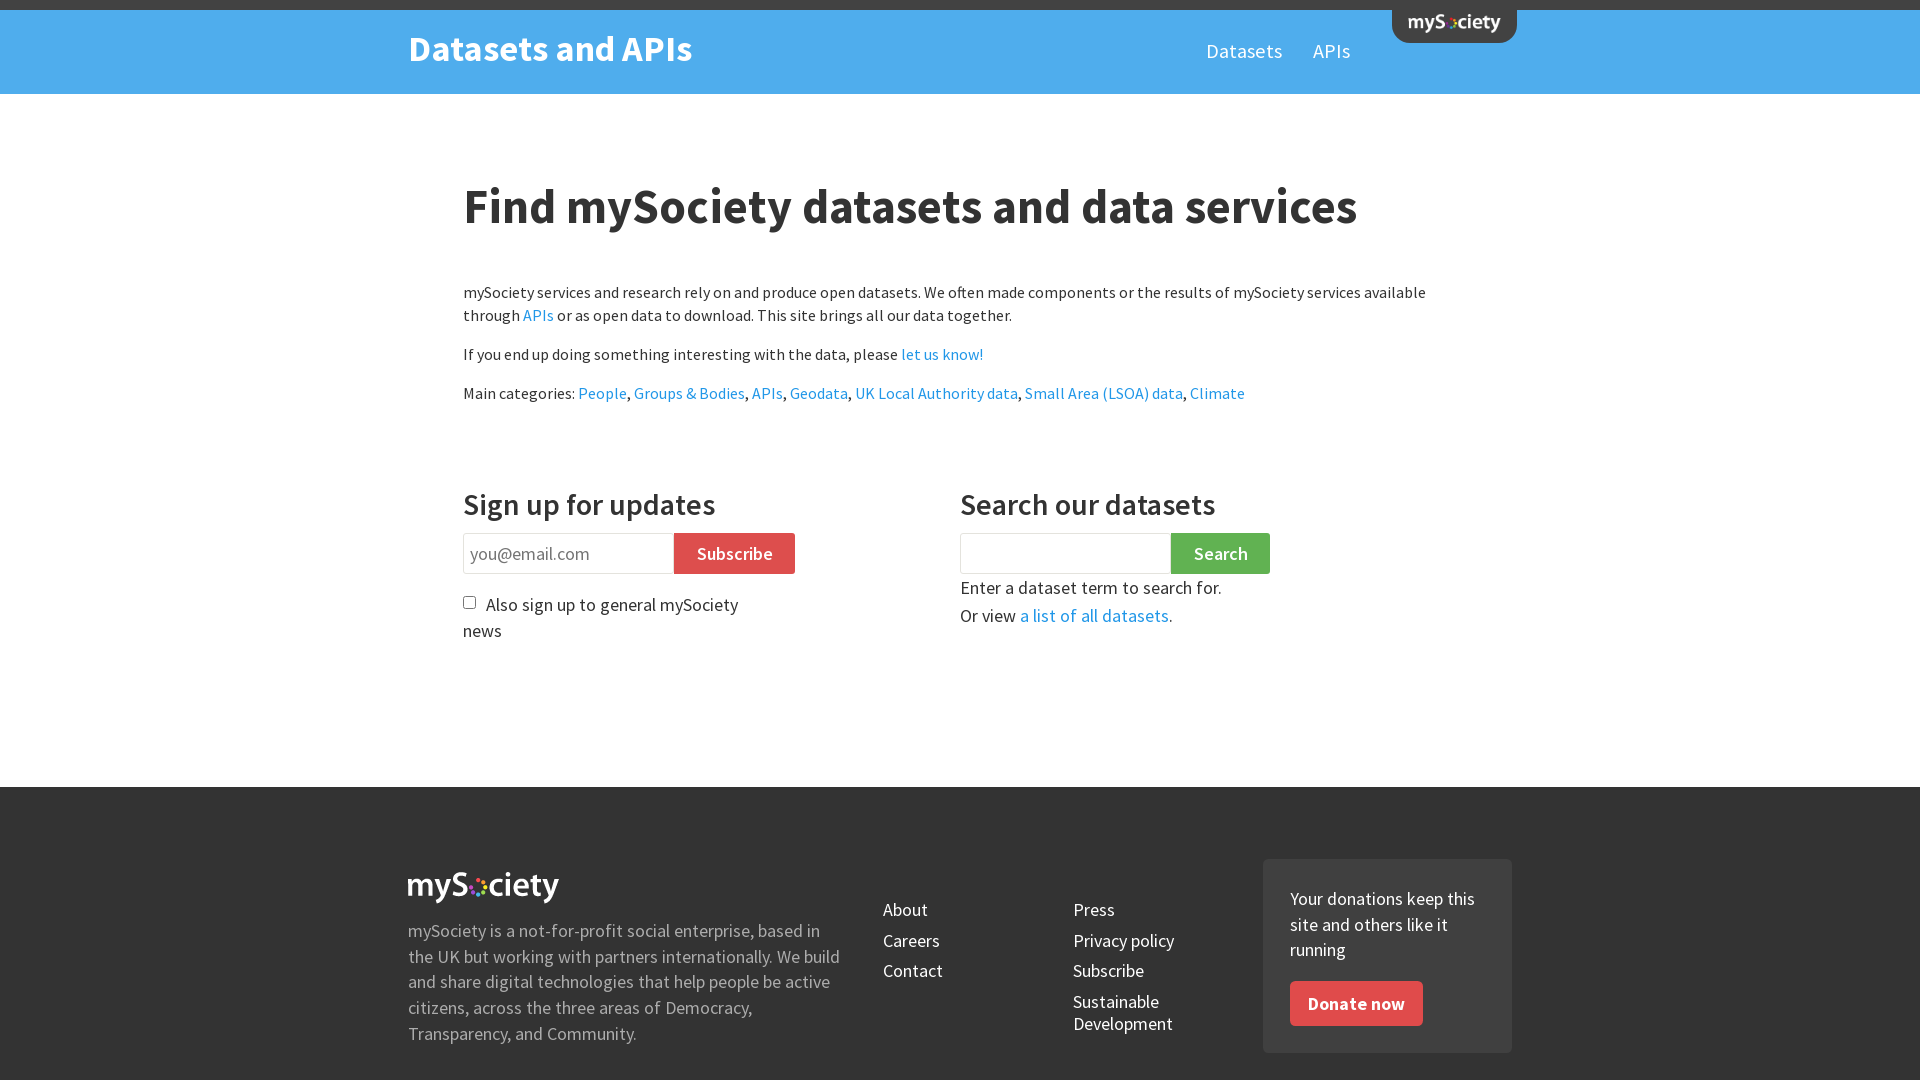 mySociety
Datasets and APIs
Datasets
APIs
Find mySociety datasets and data services
mySociety services and research rely on and produce open datasets. We often made components or the results of mySociety services available
through APIs or as open data to download. This site brings all our data together.
If you end up doing something interesting with the data, please let us know!
Main categories: People, Groups & Bodies, APIs, Geodata, UK Local Authority data, Small Area (LSOA) data, Climate
Sign up for updates
you@email.com
Subscribe
Also sign up to general mySociety
news
Search our datasets
Search
Enter a dataset term to search for.
Or view a list of all datasets.
mySociety
mySociety is a not-for-profit social enterprise, based in
the UK but working with partners internationally. We build
and share digital technologies that help people be active
citizens, across the three areas of Democracy,
Transparency, and Community.
About
Careers
Contact
Press
Privacy policy
Subscribe
Sustainable
Development
Your donations keep this
site and others like it
running
Donate now